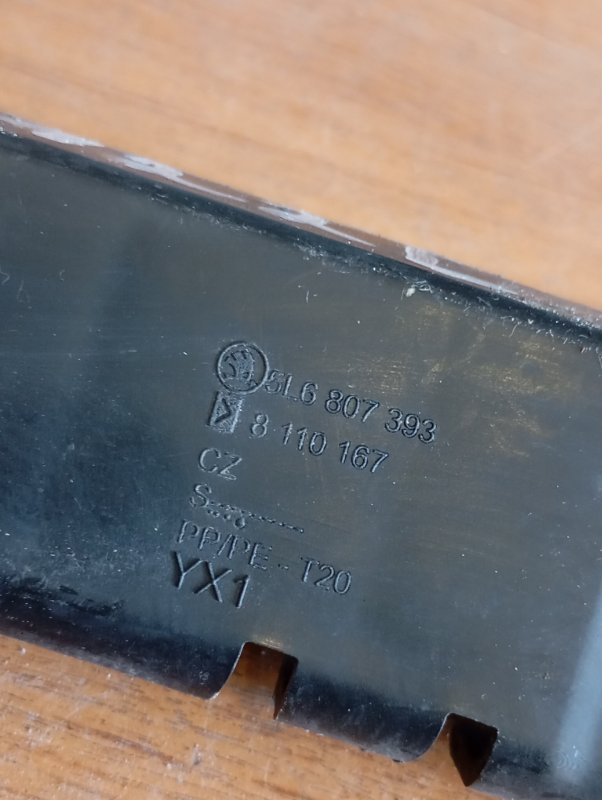 5L6 807 393
8 110 167
CZ
PP/PE - T20
YX1